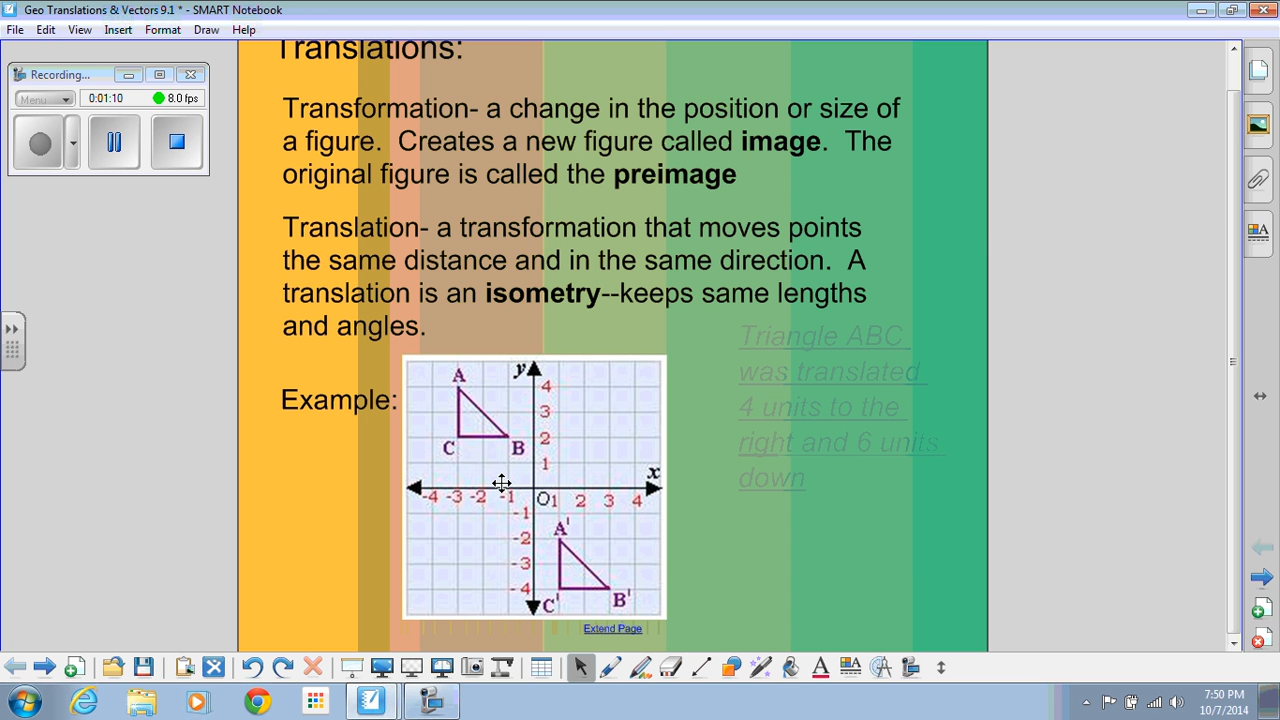 Geo Translations & Vectors 9.1 * - SMART Notebook
File Edit View Insert Format Draw Help
Recording...
Menu 0:01:10 8.0 fps
Translations:
Transformation- a change in the position or size of
a figure. Creates a new figure called image. The
original figure is called the preimage
Translation- a transformation that moves points
the same distance and in the same direction. A
translation is an isometry--keeps same lengths
and angles.
Triangle ABC
was translated
4 units to the
right and 6 units
down
Example:
A y 4
3
C B 2
1
x
-4 -3 -2 -1 O 1 2 3 4
-1
A' -2
-3
-4
C' B'
Extend Page
7:50 PM
10/7/2014